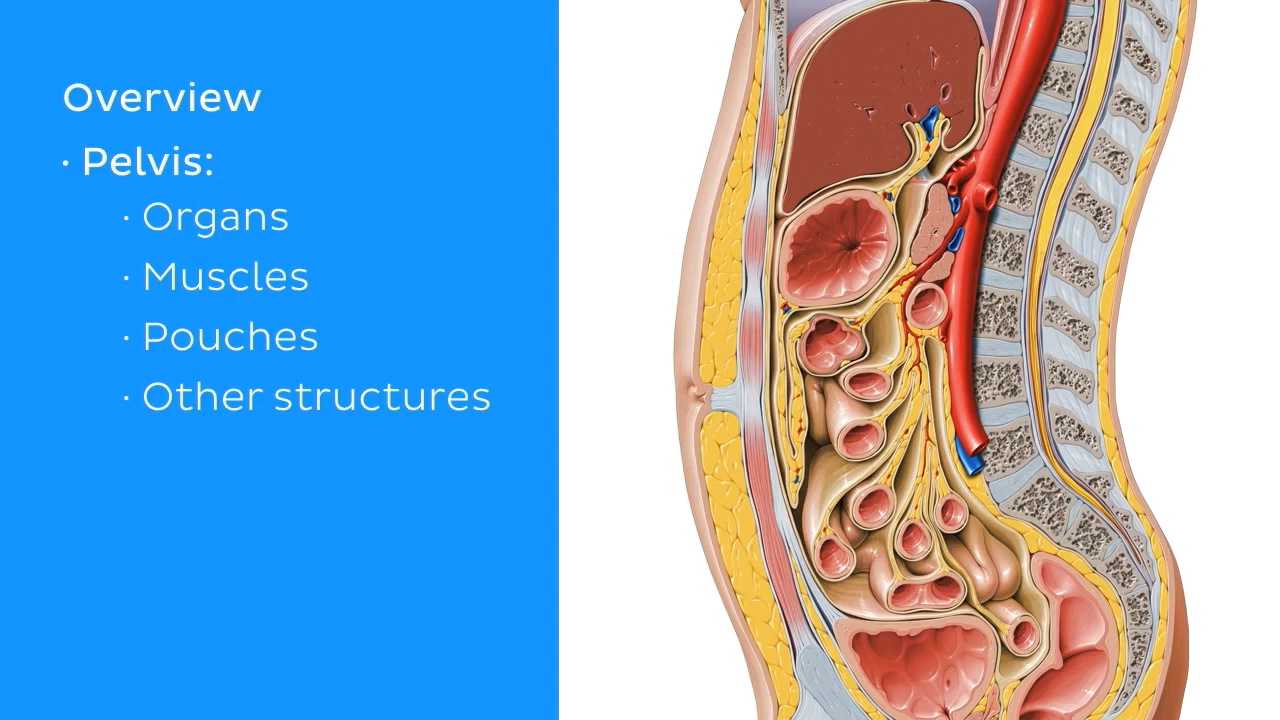 Overview
· Pelvis:
· Organs
· Muscles
· Pouches
· Other structures